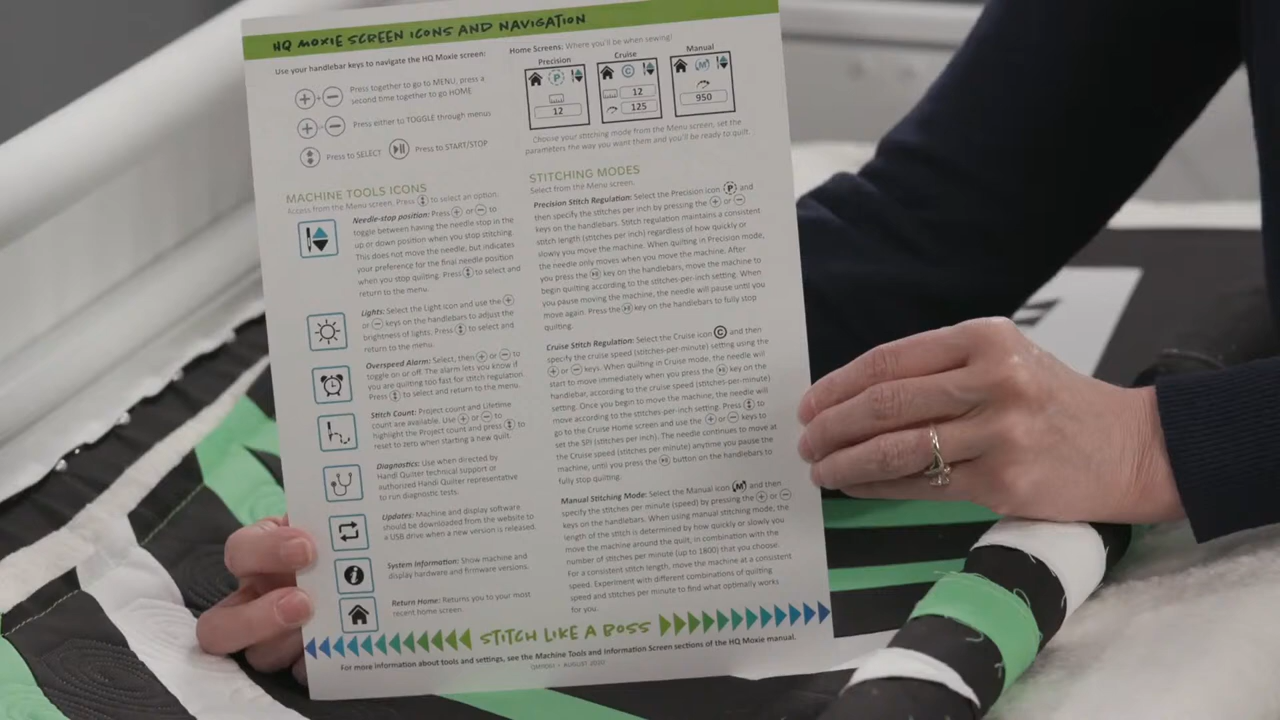 HQ MOXIE SCREEN ICONS AND NAVIGATION
Use your handlebar keys to navigate the HQ Moxie screen:
Press together to go to MENU, press a
second time together to go HOME
Press either to TOGGLE through menus
Press to SELECT Press to START/STOP
Home Screens: Where you'll be when sewing!
Precision
P
12
Cruise
C
12
125
Manual
M
950
Choose your stitching mode from the Menu screen, set the
parameters the way you want them and you'll be ready to quilt.
MACHINE TOOLS ICONS
Access from the Menu screen. Press to select an option.
Needle-stop position: Press + or − to
toggle between having the needle stop in the
up or down position when you stop stitching.
This does not move the needle, but indicates
your preference for the final needle position
when you stop quilting. Press to select and
return to the menu.
Lights: Select the Light icon and use the +
or − keys on the handlebars to adjust the
brightness of lights. Press to select and
return to the menu.
Overspeed Alarm: Select, then + or − to
toggle on or off. The alarm lets you know if
you are quilting too fast for stitch regulation.
Press to select and return to the menu.
Stitch Count: Project count and Lifetime
count are available. Use + or − to
highlight the Project count and press to
reset to zero when starting a new quilt.
Diagnostics: Use when directed by
Handi Quilter technical support or
authorized Handi Quilter representative
to run diagnostic tests.
Updates: Machine and display software
should be downloaded from the website to
a USB drive when a new version is released.
System Information: Show machine and
display hardware and firmware versions.
Return Home: Returns you to your most
recent home screen.
STITCHING MODES
Select from the Menu screen.
Precision Stitch Regulation: Select the Precision icon P and
then specify the stitches per inch by pressing the + or −
keys on the handlebars. Stitch regulation maintains a consistent
stitch length (stitches per inch) regardless of how quickly or
slowly you move the machine. When quilting in Precision mode,
the needle only moves when you move the machine. After
you press the key on the handlebars, move the machine to
begin quilting according to the stitches-per-inch setting. When
you pause moving the machine, the needle will pause until you
move again. Press the key on the handlebars to fully stop
quilting.
Cruise Stitch Regulation: Select the Cruise icon C and then
specify the cruise speed (stitches-per-minute) setting using the
+ or − keys. When quilting in Cruise mode, the needle will
start to move immediately when you press the key on the
handlebar, according to the cruise speed (stitches-per-minute)
setting. Once you begin to move the machine, the needle will
move according to the stitches-per-inch setting. Press to
go to the Cruise Home screen and use the + or − keys to
set the SPI (stitches per inch). The needle continues to move at
the Cruise speed (stitches per minute) anytime you pause the
machine, until you press the button on the handlebars to
fully stop quilting.
Manual Stitching Mode: Select the Manual icon M and then
specify the stitches per minute (speed) by pressing the + or −
keys on the handlebars. When using manual stitching mode, the
length of the stitch is determined by how quickly or slowly you
move the machine around the quilt, in combination with the
number of stitches per minute (up to 1800) that you choose.
For a consistent stitch length, move the machine at a consistent
speed. Experiment with different combinations of quilting
speed and stitches per minute to find what optimally works
for you.
STITCH LIKE A BOSS
For more information about tools and settings, see the Machine Tools and Information Screen sections of the HQ Moxie manual.
AUGUST 2020